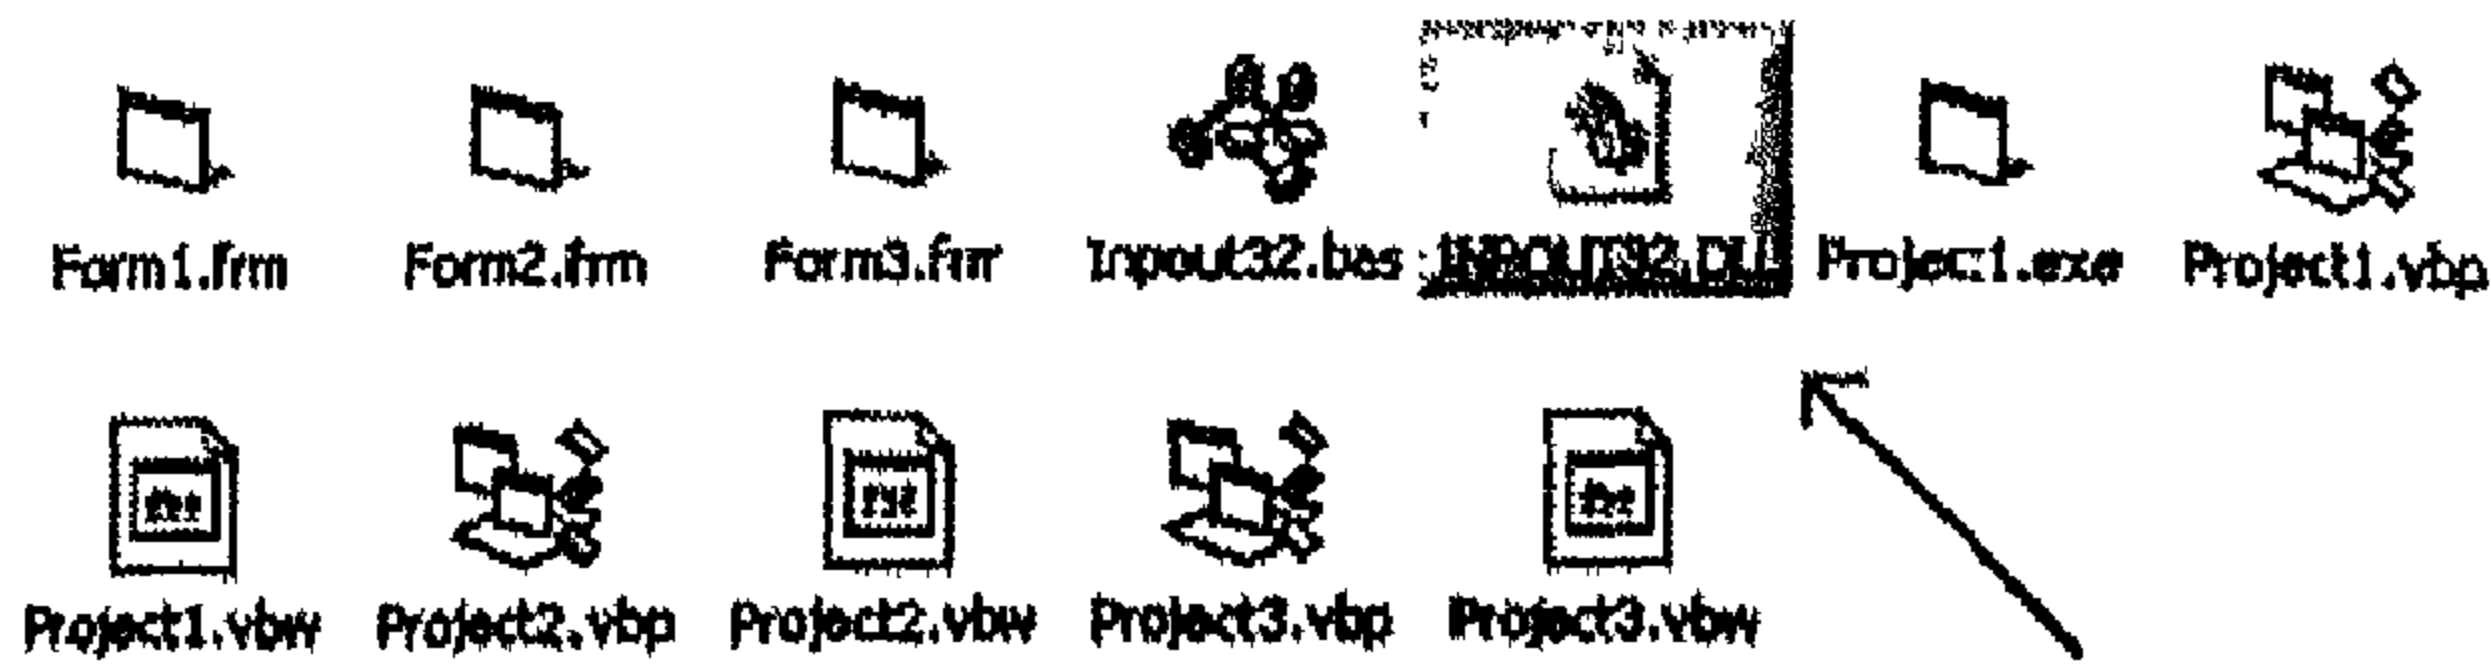 Form1.frm Form2.frm Form3.frm Inpout32.bas INPOUT32.DLL Project1.exe Project1.vbp
Project1.vbw Project2.vbp Project2.vbw Project3.vbp Project3.vbw